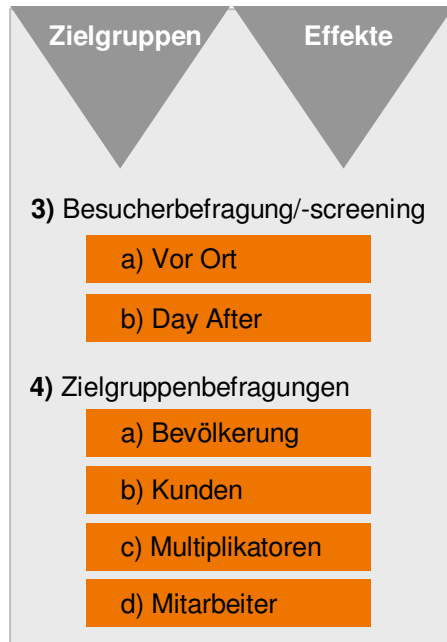 Zielgruppen Effekte
3) Besucherbefragung/-screening
a) Vor Ort
b) Day After
4) Zielgruppenbefragungen
a) Bevölkerung
b) Kunden
c) Multiplikatoren
d) Mitarbeiter